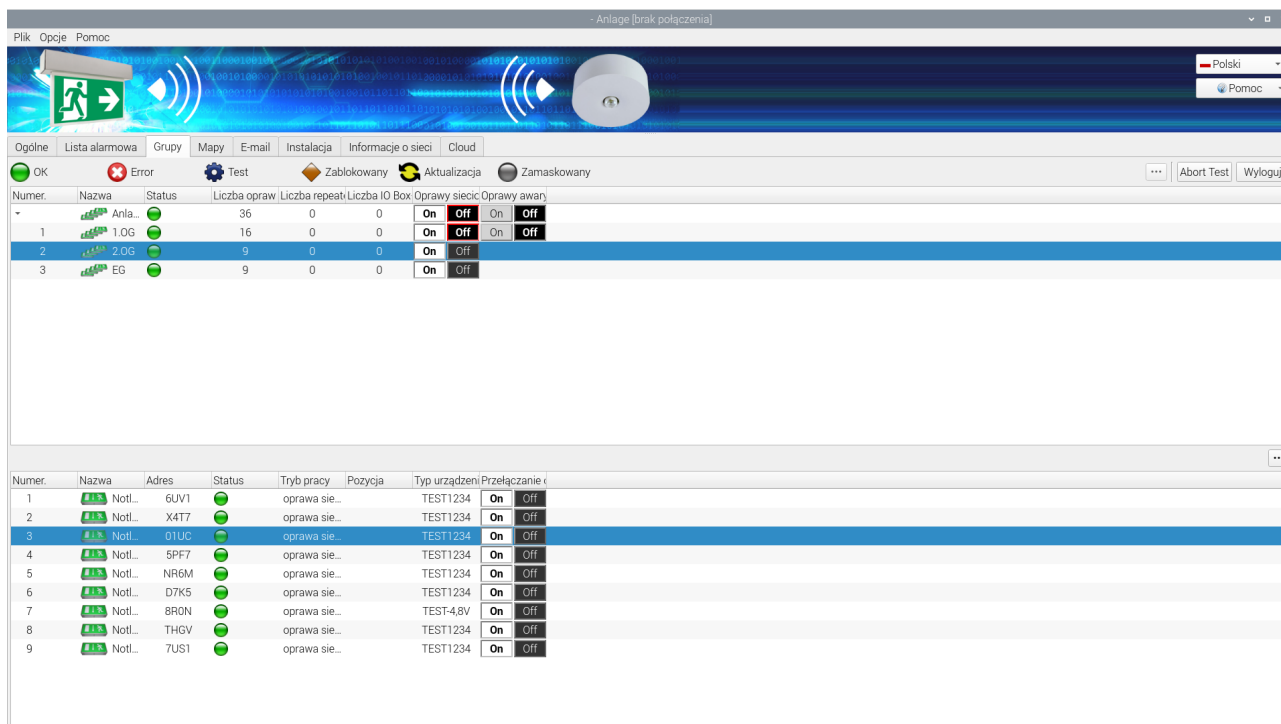 - Anlage [brak połączenia]
Plik Opcje Pomoc
Polski
Pomoc
Ogólne Lista alarmowa Grupy Mapy E-mail Instalacja Informacje o sieci Cloud
OK Error Test Zablokowany Aktualizacja Zamaskowany ... Abort Test Wyloguj
Numer. Nazwa Status Liczba opraw Liczba repeat Liczba IO Box Oprawy siecio Oprawy awary
Anla... 36 0 0 On Off On Off
1 1.OG 16 0 0 On Off On Off
2 2.OG 9 0 0 On Off
3 EG 9 0 0 On Off
Numer. Nazwa Adres Status Tryb pracy Pozycja Typ urządzeni Przełączanie
1 Notl... 6UV1 oprawa sie... TEST1234 On Off
2 Notl... X4T7 oprawa sie... TEST1234 On Off
3 Notl... 01UC oprawa sie... TEST1234 On Off
4 Notl... 5PF7 oprawa sie... TEST1234 On Off
5 Notl... NR6M oprawa sie... TEST1234 On Off
6 Notl... D7K5 oprawa sie... TEST1234 On Off
7 Notl... 8R0N oprawa sie... TEST-4,8V On Off
8 Notl... THGV oprawa sie... TEST1234 On Off
9 Notl... 7US1 oprawa sie... TEST1234 On Off